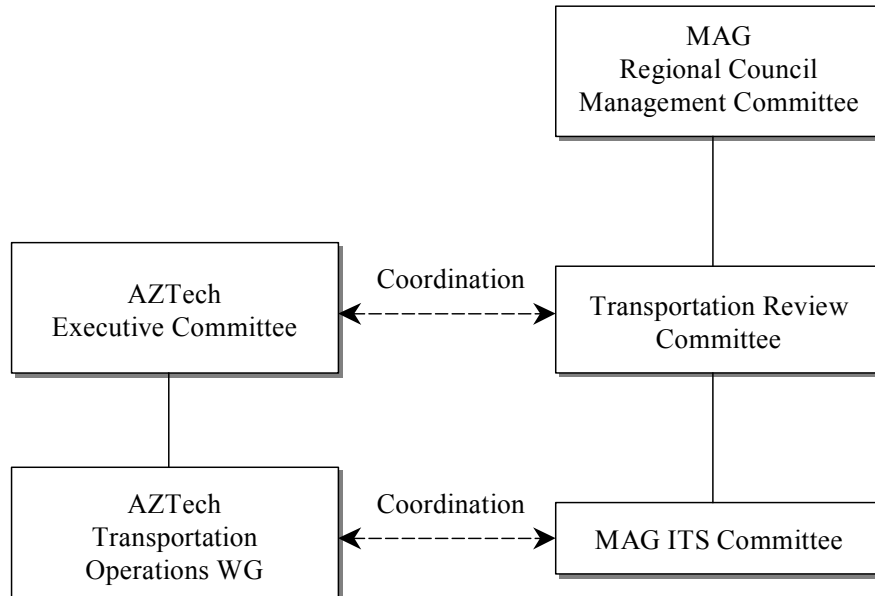 MAG
Regional Council
Management Committee
AZTech
Executive Committee
Coordination
Transportation Review
Committee
AZTech
Transportation
Operations WG
Coordination
MAG ITS Committee